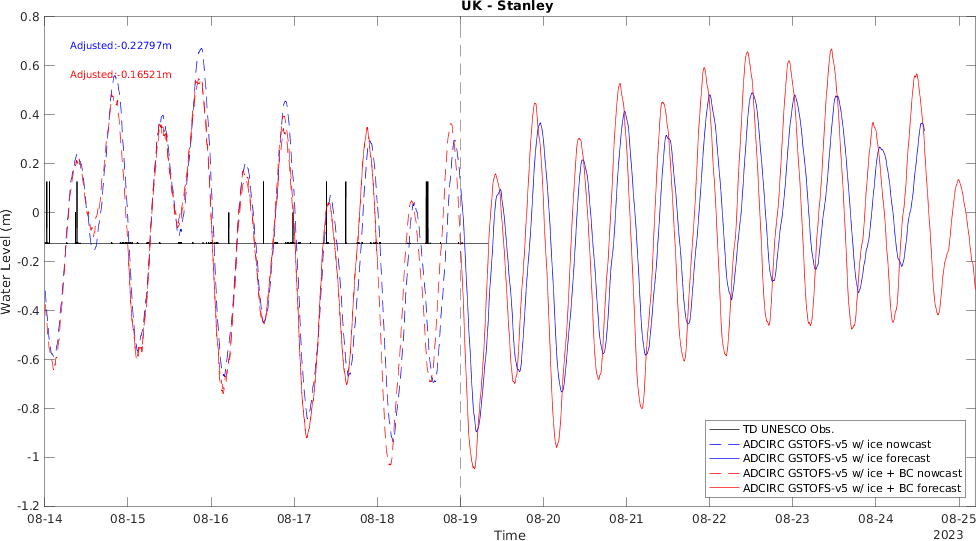 UK - Stanley
Adjusted:-0.22797m
Adjusted:-0.16521m
0.8
0.6
0.4
0.2
0
-0.2
-0.4
-0.6
-0.8
-1
-1.2
Water Level (m)
TD UNESCO Obs.
ADCIRC GSTOFS-v5 w/ ice nowcast
ADCIRC GSTOFS-v5 w/ ice forecast
ADCIRC GSTOFS-v5 w/ ice + BC nowcast
ADCIRC GSTOFS-v5 w/ ice + BC forecast
08-14 08-15 08-16 08-17 08-18 08-19 08-20 08-21 08-22 08-23 08-24 08-25
Time
2023